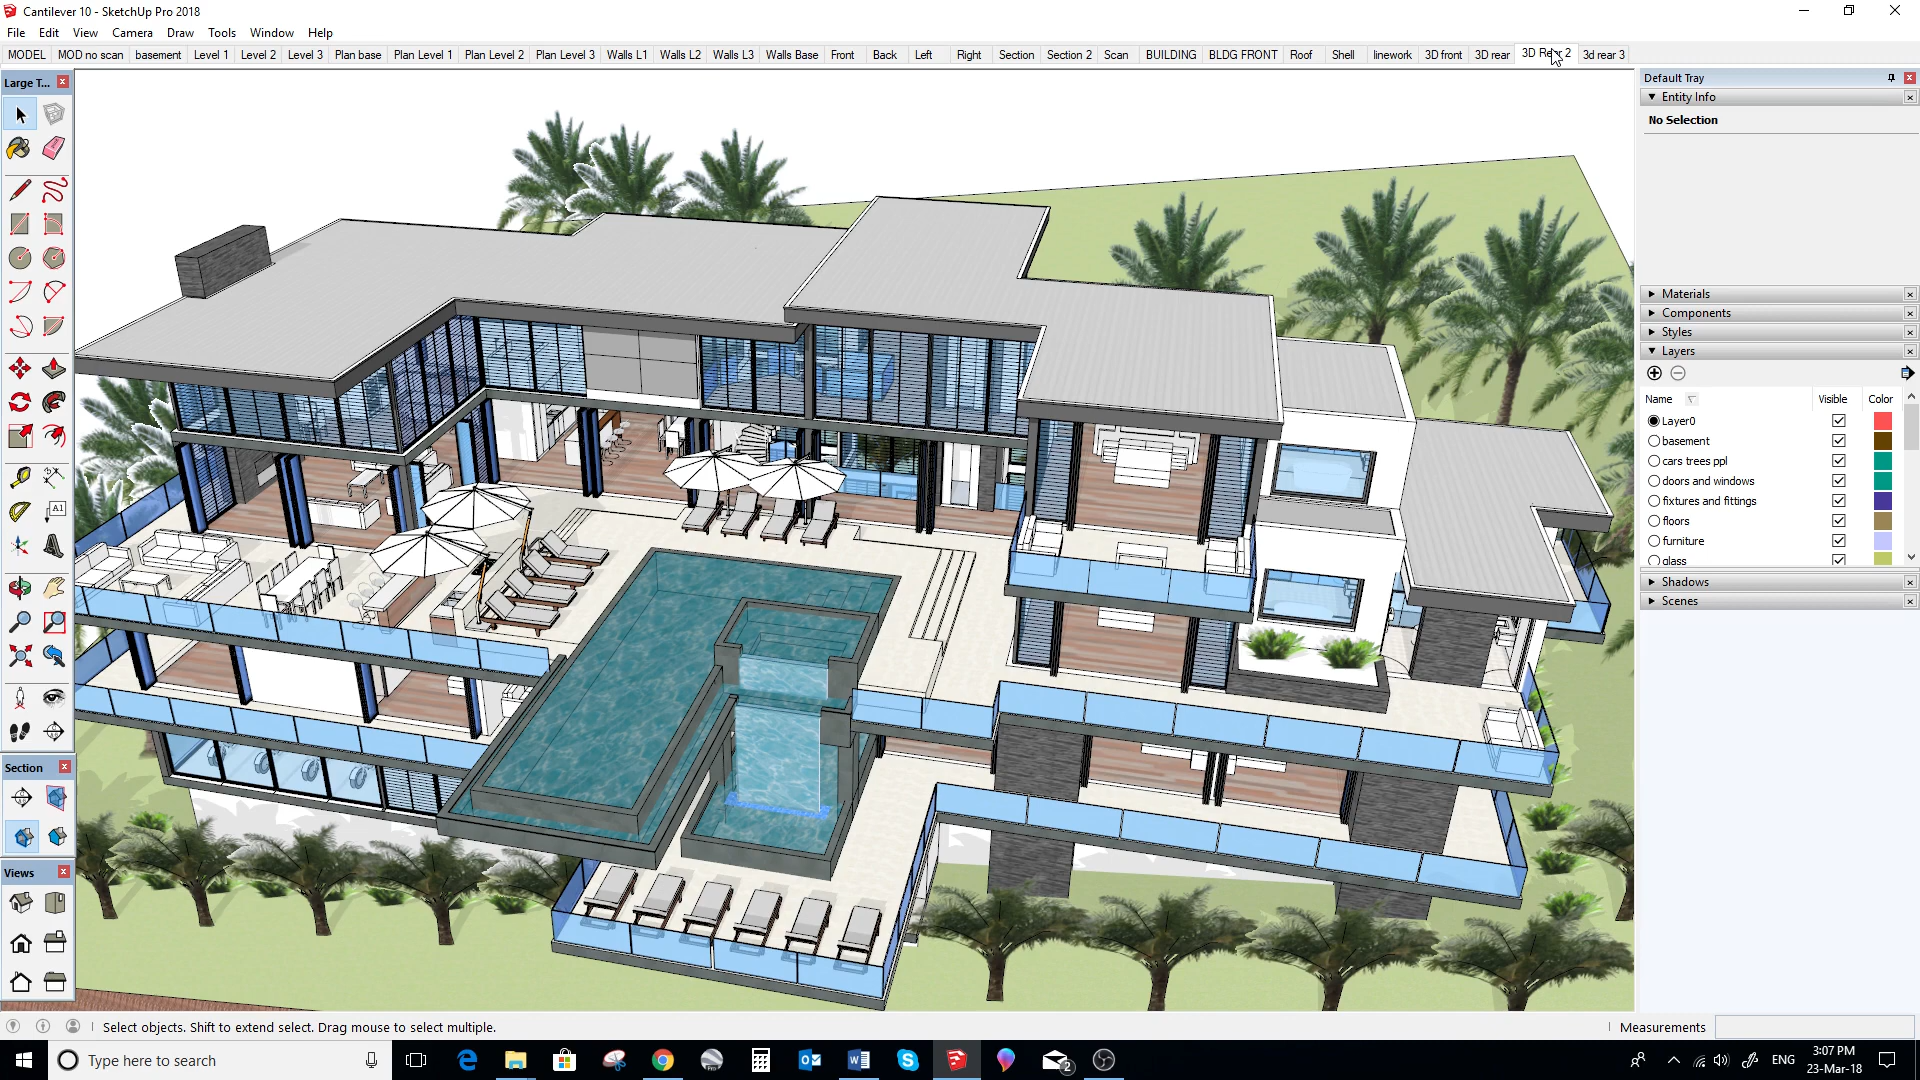 Cantilever 10 - SketchUp Pro 2018
File Edit View Camera Draw Tools Window Help
MODEL MOD no scan basement Level 1 Level 2 Level 3 Plan base Plan Level 1 Plan Level 2 Plan Level 3 Walls L1 Walls L2 Walls L3 Walls Base Front Back Left Right Section Section 2 Scan BUILDING BLDG FRONT Roof Shell linework 3D front 3D rear 3D Rear 2 3d rear 3
Large T...
Default Tray
Entity Info
No Selection
Materials
Components
Styles
Layers
Name Visible Color
Layer0
basement
cars trees ppl
doors and windows
fixtures and fittings
floors
furniture
glass
Shadows
Scenes
A1
Section
Views
Select objects. Shift to extend select. Drag mouse to select multiple.
Measurements
Type here to search
2
ENG
3:07 PM
23-Mar-18